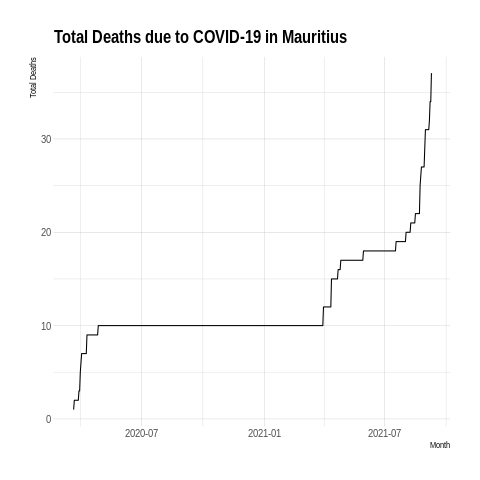 Total Deaths due to COVID-19 in Mauritius
Total Deaths
30
20
10
0
2020-07 2021-01 2021-07
Month